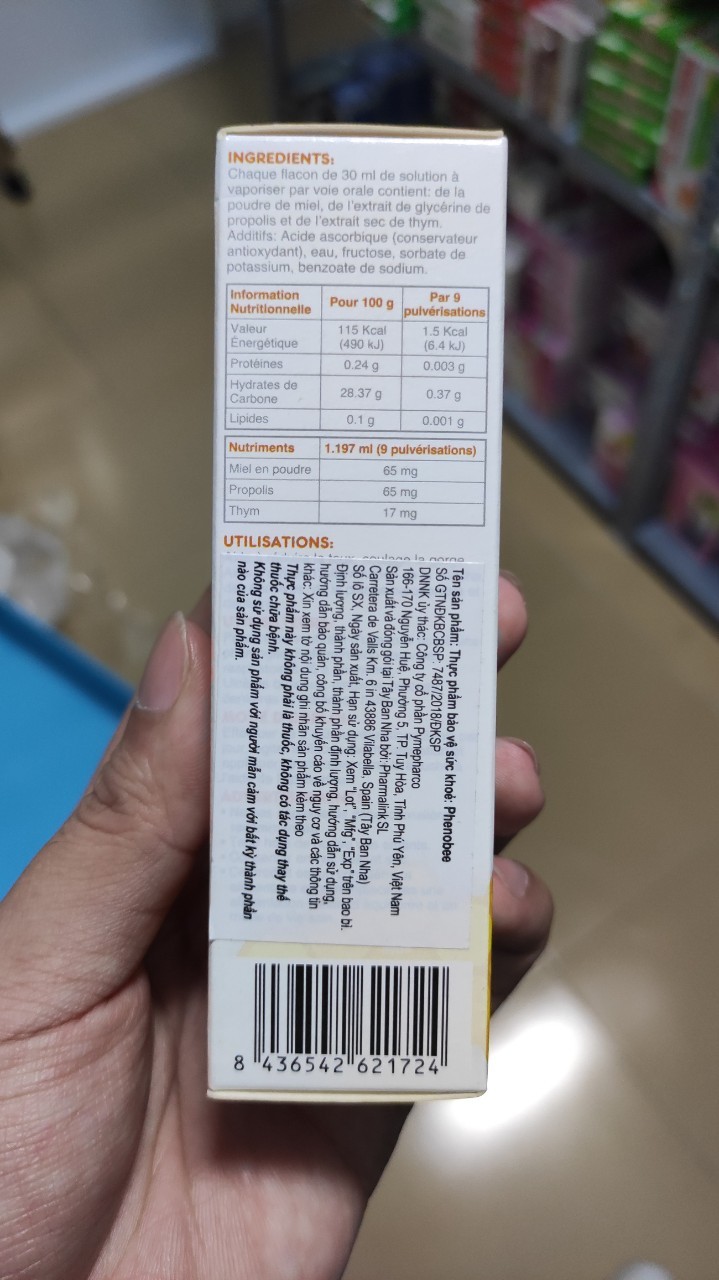 INGREDIENTS:
Chaque flacon de 30 ml de solution à
vaporiser par voie orale contient: de la
poudre de miel, de l'extrait de glycérine de
propolis et de l'extrait sec de thym.
Additifs: Acide ascorbique (conservateur
antioxydant), eau, fructose, sorbate de
potassium, benzoate de sodium.
Information Nutritionnelle Pour 100 g Par 9 pulvérisations
Valeur Énergétique 115 Kcal (490 kJ) 1.5 Kcal (6.4 kJ)
Protéines 0.24 g 0.003 g
Hydrates de Carbone 28.37 g 0.37 g
Lipides 0.1 g 0.001 g
Nutriments 1.197 ml (9 pulvérisations)
Miel en poudre 65 mg
Propolis 65 mg
Thym 17 mg
UTILISATIONS:
la gorge
Tên sản phẩm: Thực phẩm bảo vệ sức khoẻ: Phenobee
Số GTNĐKBCBSP: 7487/2018/ĐKSP
DNNK ủy thác: Công ty cổ phần Pymepharco
166-170 Nguyễn Huệ, Phường 5, TP. Tuy Hòa, Tỉnh Phú Yên, Việt Nam
Sản xuất và đóng gói tại Tây Ban Nha bởi: Pharmalink SL
Carretera de Valls Km. 6 in 43886 Vilabella, Spain (Tây Ban Nha)
Số lô SX, Ngày sản xuất, Hạn sử dụng: Xem "Lot", "Mfg", "Exp" trên bao bì.
Định lượng, thành phần, thành phần định lượng, hướng dẫn sử dụng,
hướng dẫn bảo quản, công bố khuyến cáo về nguy cơ và các thông tin
khác: Xin xem tờ nội dung ghi nhãn sản phẩm kèm theo
Thực phẩm này không phải là thuốc, không có tác dụng thay thế
thuốc chữa bệnh.
Không sử dụng sản phẩm với người mẫn cảm với bất kỳ thành phần
nào của sản phẩm.
8 436542 621724